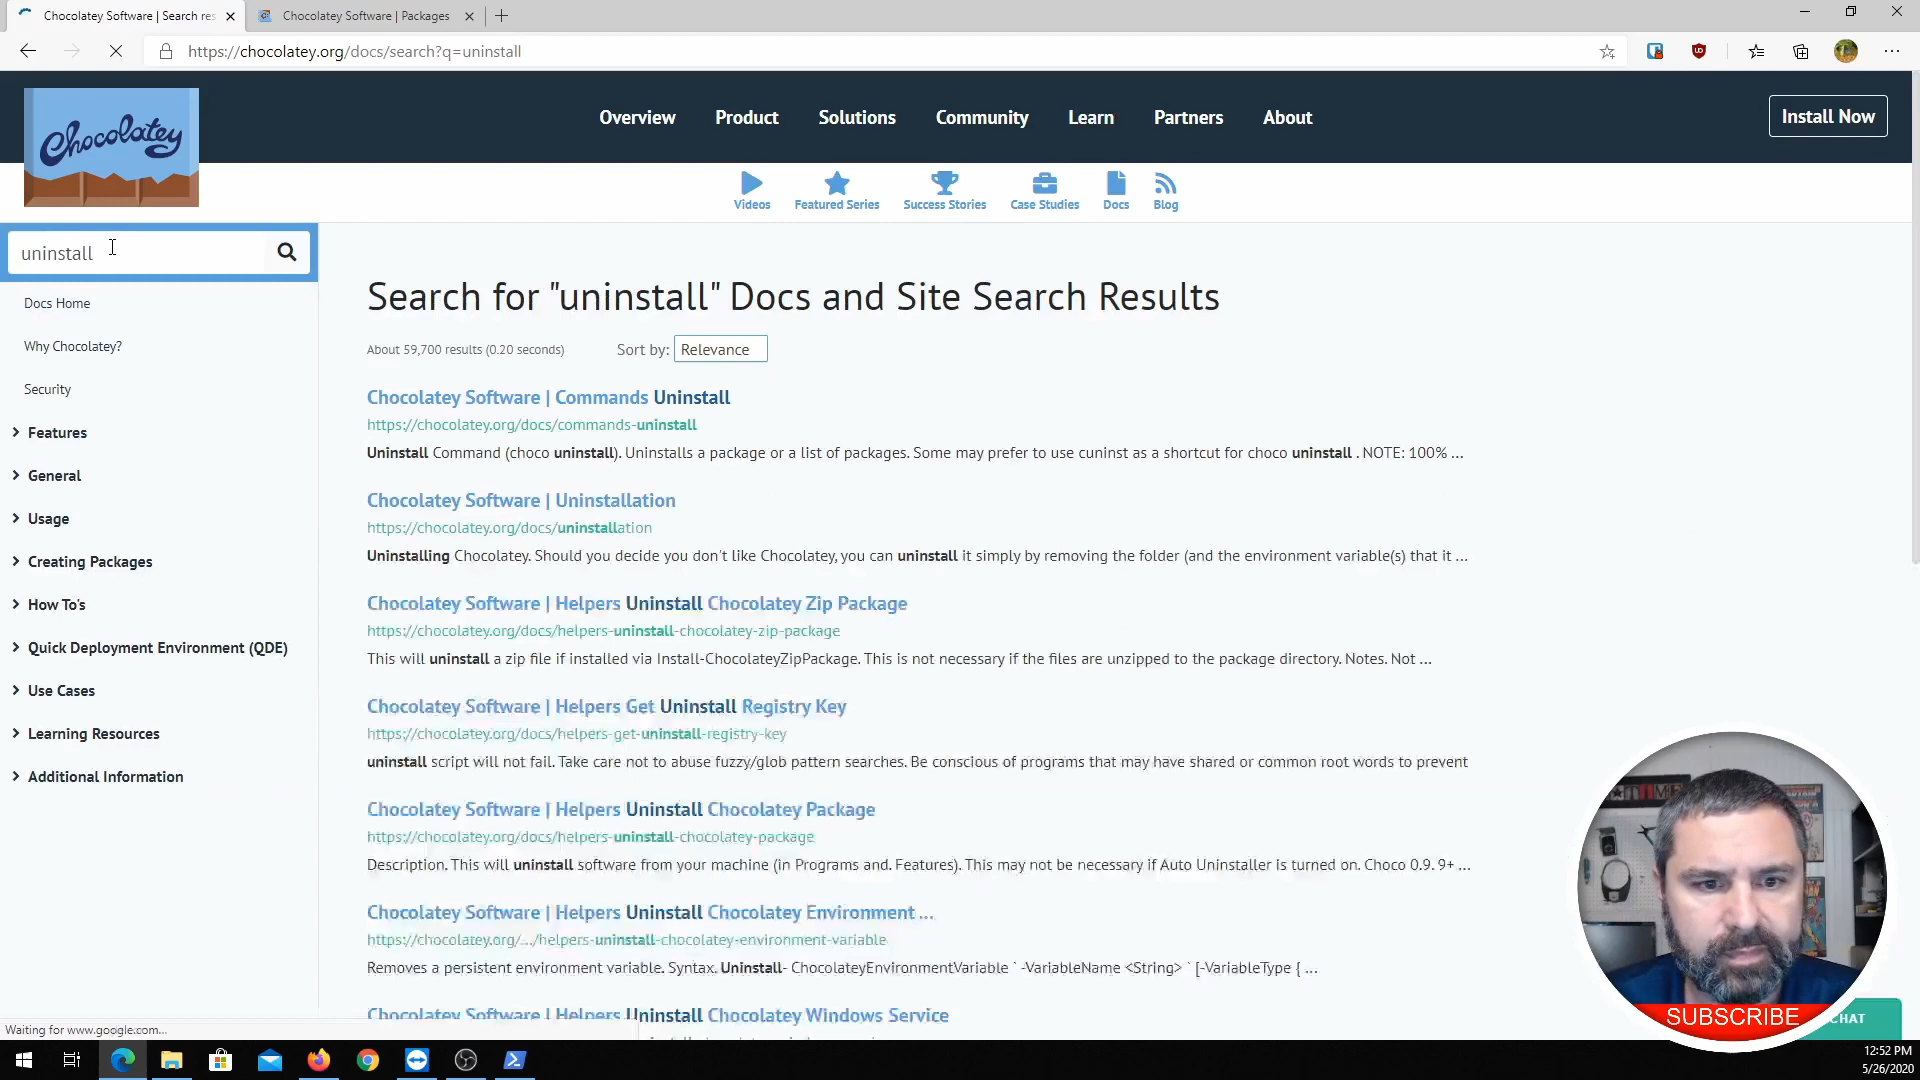 Chocolatey Software | Search res
Chocolatey Software | Packages
https://chocolatey.org/docs/search?q=uninstall
Chocolatey
Overview
Product
Solutions
Community
Learn
Partners
About
Install Now
Videos
Featured Series
Success Stories
Case Studies
Docs
Blog
uninstall
Docs Home
Why Chocolatey?
Security
Features
General
Usage
Creating Packages
How To's
Quick Deployment Environment (QDE)
Use Cases
Learning Resources
Additional Information
Search for "uninstall" Docs and Site Search Results
About 59,700 results (0.20 seconds)
Sort by: Relevance
Chocolatey Software | Commands Uninstall
https://chocolatey.org/docs/commands-uninstall
Uninstall Command (choco uninstall). Uninstalls a package or a list of packages. Some may prefer to use cuninst as a shortcut for choco uninstall . NOTE: 100% ...
Chocolatey Software | Uninstallation
https://chocolatey.org/docs/uninstallation
Uninstalling Chocolatey. Should you decide you don't like Chocolatey, you can uninstall it simply by removing the folder (and the environment variable(s) that it ...
Chocolatey Software | Helpers Uninstall Chocolatey Zip Package
https://chocolatey.org/docs/helpers-uninstall-chocolatey-zip-package
This will uninstall a zip file if installed via Install-ChocolateyZipPackage. This is not necessary if the files are unzipped to the package directory. Notes. Not ...
Chocolatey Software | Helpers Get Uninstall Registry Key
https://chocolatey.org/docs/helpers-get-uninstall-registry-key
uninstall script will not fail. Take care not to abuse fuzzy/glob pattern searches. Be conscious of programs that may have shared or common root words to prevent
Chocolatey Software | Helpers Uninstall Chocolatey Package
https://chocolatey.org/docs/helpers-uninstall-chocolatey-package
Description. This will uninstall software from your machine (in Programs and. Features). This may not be necessary if Auto Uninstaller is turned on. Choco 0.9. 9+ ...
Chocolatey Software | Helpers Uninstall Chocolatey Environment ...
https://chocolatey.org/.../helpers-uninstall-chocolatey-environment-variable
Removes a persistent environment variable. Syntax. Uninstall- ChocolateyEnvironmentVariable ` -VariableName <String> ` [-VariableType { ...
Chocolatey Software | Helpers Uninstall Chocolatey Windows Service
Waiting for www.google.com...
SUBSCRIBE
CHAT
12:52 PM
5/26/2020